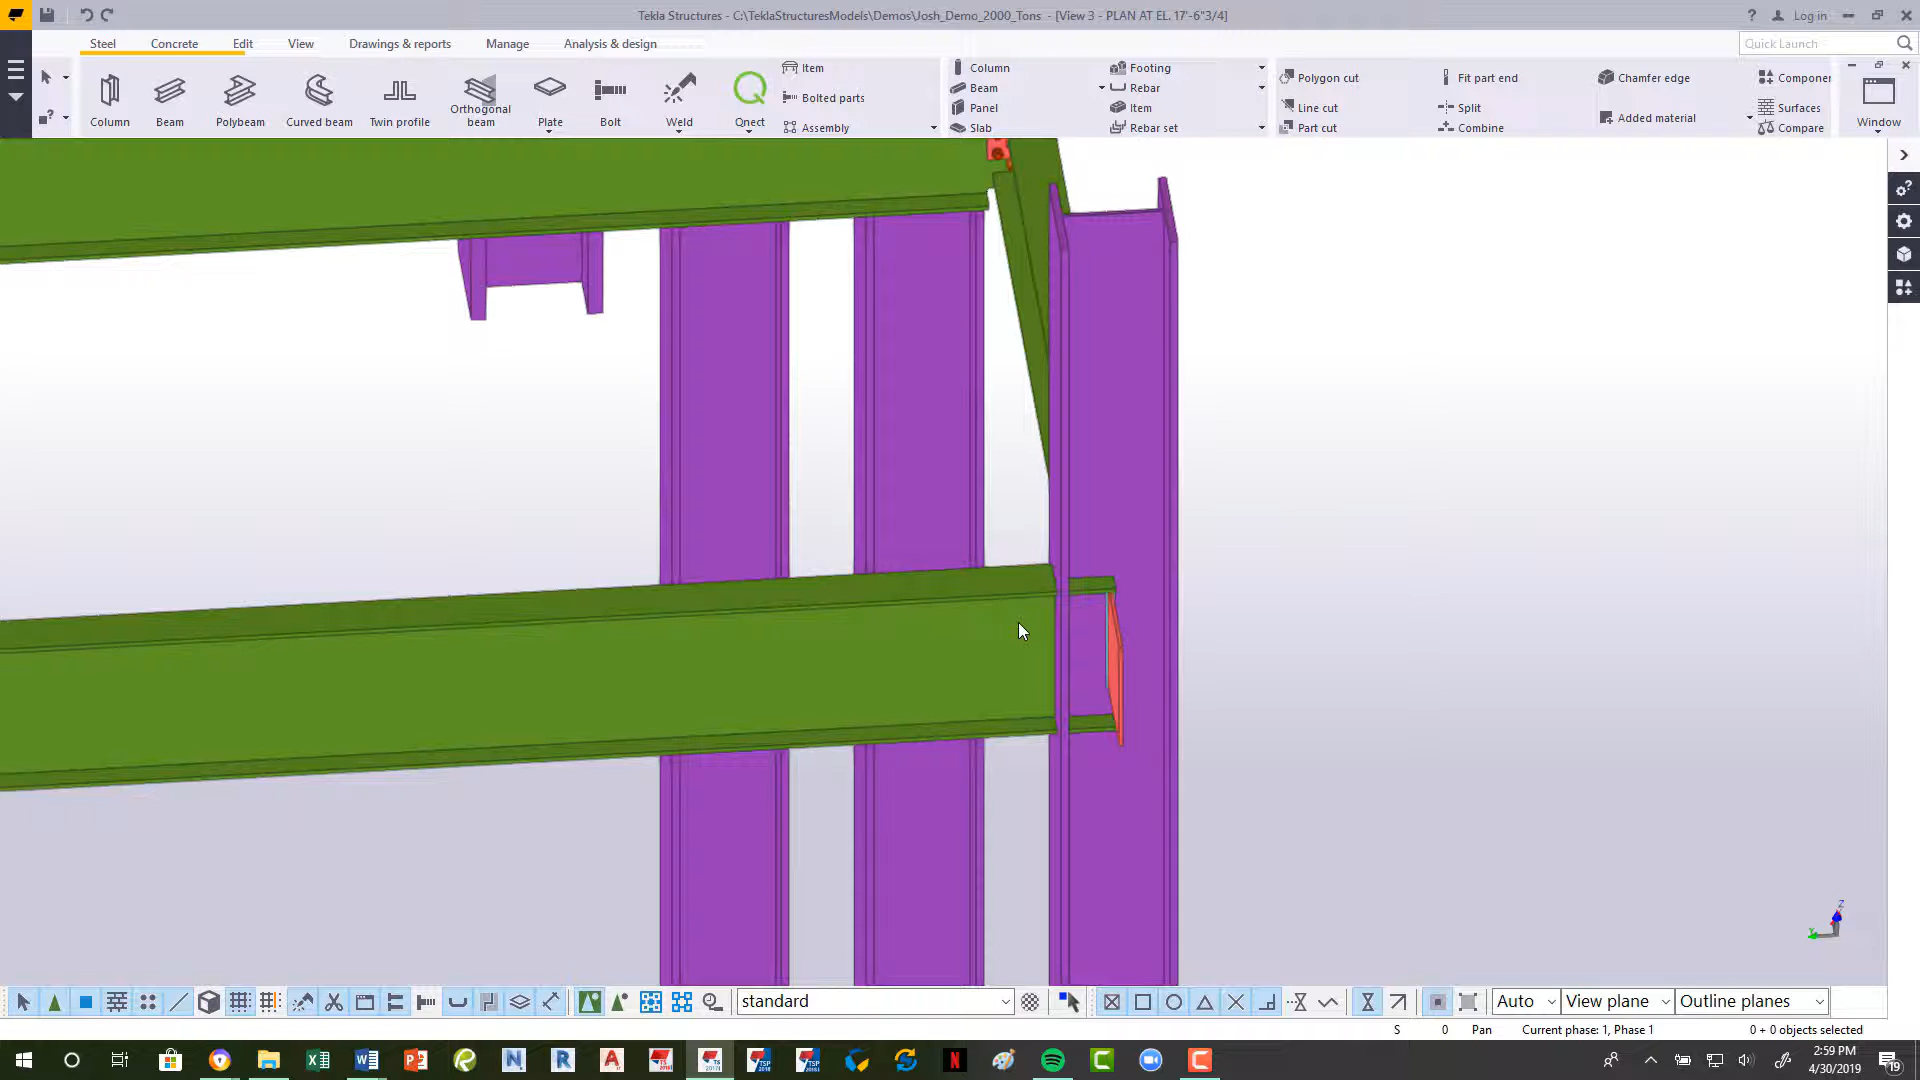 Tekla Structures - C:\TeklaStructuresModels\Demos\Josh_Demo_2000_Tons - [View 3 - PLAN AT EL. 17'-6"3/4]
? Log in
Steel Concrete Edit View Drawings & reports Manage Analysis & design
Quick Launch
Column
Beam
Polybeam
Curved beam
Twin profile
Orthogonal
beam
Plate
Bolt
Weld
Qnect
Item
Bolted parts
Assembly
Column
Beam
Panel
Slab
Footing
Rebar
Item
Rebar set
Polygon cut
Line cut
Part cut
Fit part end
Split
Combine
Chamfer edge
Added material
Componer
Surfaces
Compare
Window
Z
standard
Auto
View plane
Outline planes
S 0 Pan Current phase: 1, Phase 1 0 + 0 objects selected
2:59 PM
4/30/2019
19